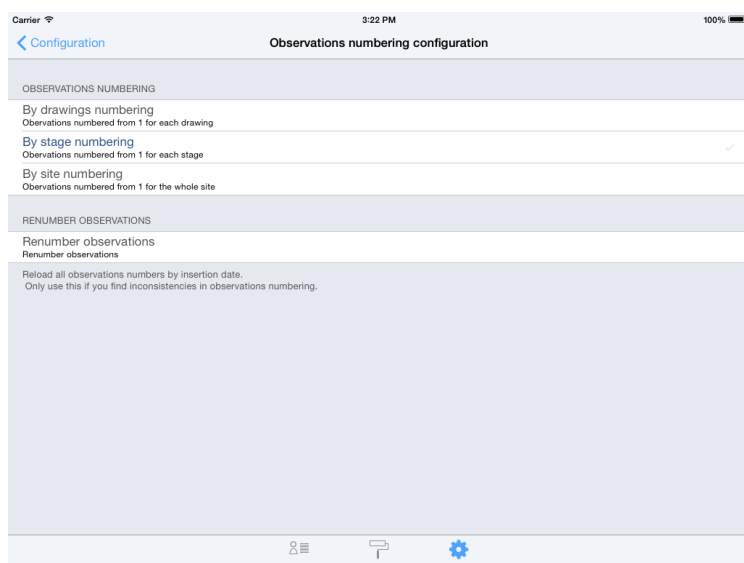 Carrier 3:22 PM 100%
Configuration Observations numbering configuration
OBSERVATIONS NUMBERING
By drawings numbering
Obervations numbered from 1 for each drawing
By stage numbering
Obervations numbered from 1 for each stage
By site numbering
Obervations numbered from 1 for the whole site
RENUMBER OBSERVATIONS
Renumber observations
Renumber observations
Reload all observations numbers by insertion date.
Only use this if you find inconsistencies in observations numbering.